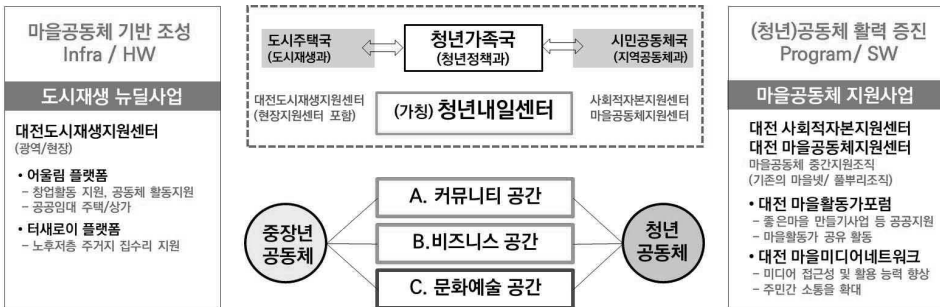 마을공동체 기반 조성
Infra / HW
도시재생 뉴딜사업
대전도시재생지원센터
(광역/현장)
• 어울림 플랫폼
– 창업활동 지원, 공동체 활동지원
– 공공임대 주택/상가
• 터새로이 플랫폼
– 노후저층 주거지 집수리 지원
도시주택국
(도시재생과)
청년가족국
(청년정책과)
시민공동체국
(지역공동체과)
대전도시재생지원센터
(현장지원센터 포함)
(가칭) 청년내일센터
사회적자본지원센터
마을공동체지원센터
중장년
공동체
A. 커뮤니티 공간
B.비즈니스 공간
C. 문화예술 공간
청년
공동체
(청년)공동체 활력 증진
Program/ SW
마을공동체 지원사업
대전 사회적자본지원센터
대전 마을공동체지원센터
마을공동체 중간지원조직
(기존의 마을넷/ 풀뿌리조직)
• 대전 마을활동가포럼
– 좋은마을 만들기사업 등 공공지원
– 마을활동가 공유 활동
• 대전 마을미디어네트워크
– 미디어 접근성 및 활용 능력 향상
– 주민간 소통을 확대